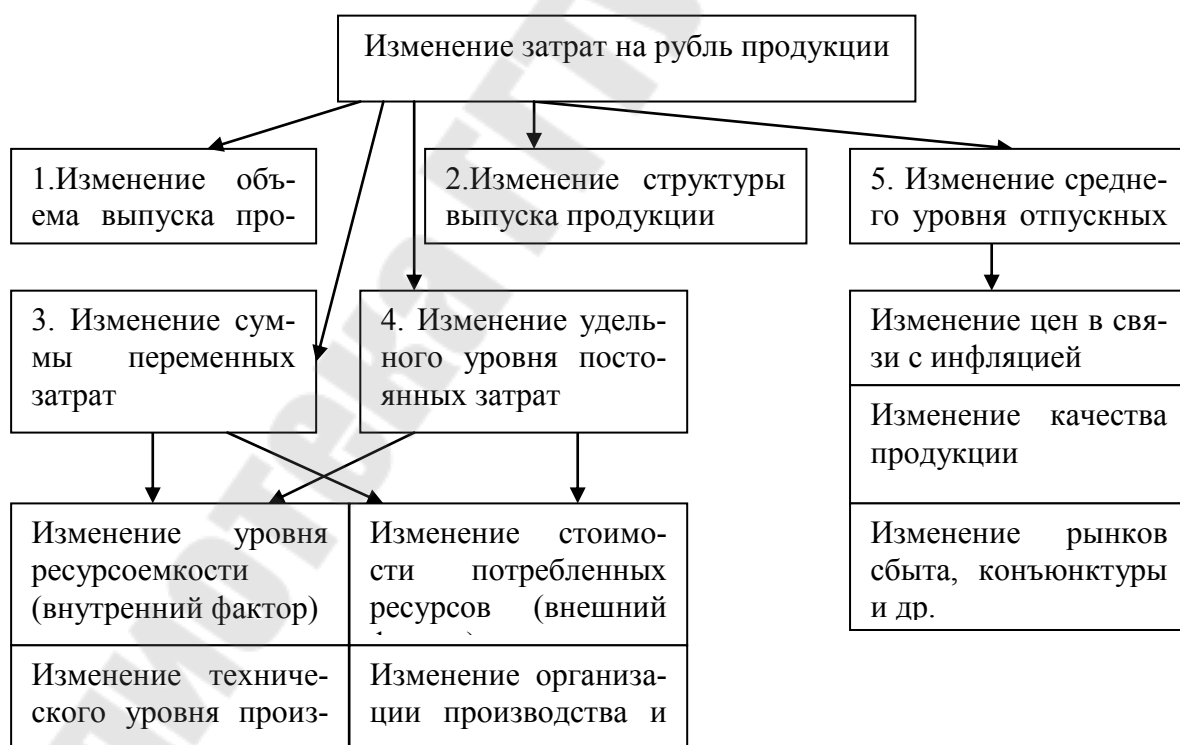 Изменение затрат на рубль продукции
1.Изменение объ-
ема выпуска про-
2.Изменение структуры
выпуска продукции
5. Изменение средне-
го уровня отпускных
3. Изменение сум-
мы переменных
затрат
4. Изменение удель-
ного уровня посто-
янных затрат
Изменение цен в свя-
зи с инфляцией
Изменение качества
продукции
Изменение рынков
сбыта, конъюнктуры
и др.
Изменение уровня
ресурсоемкости
(внутренний фактор)
Изменение стоимо-
сти потребленных
ресурсов (внешний
Изменение техниче-
ского уровня произ-
Изменение организа-
ции производства и